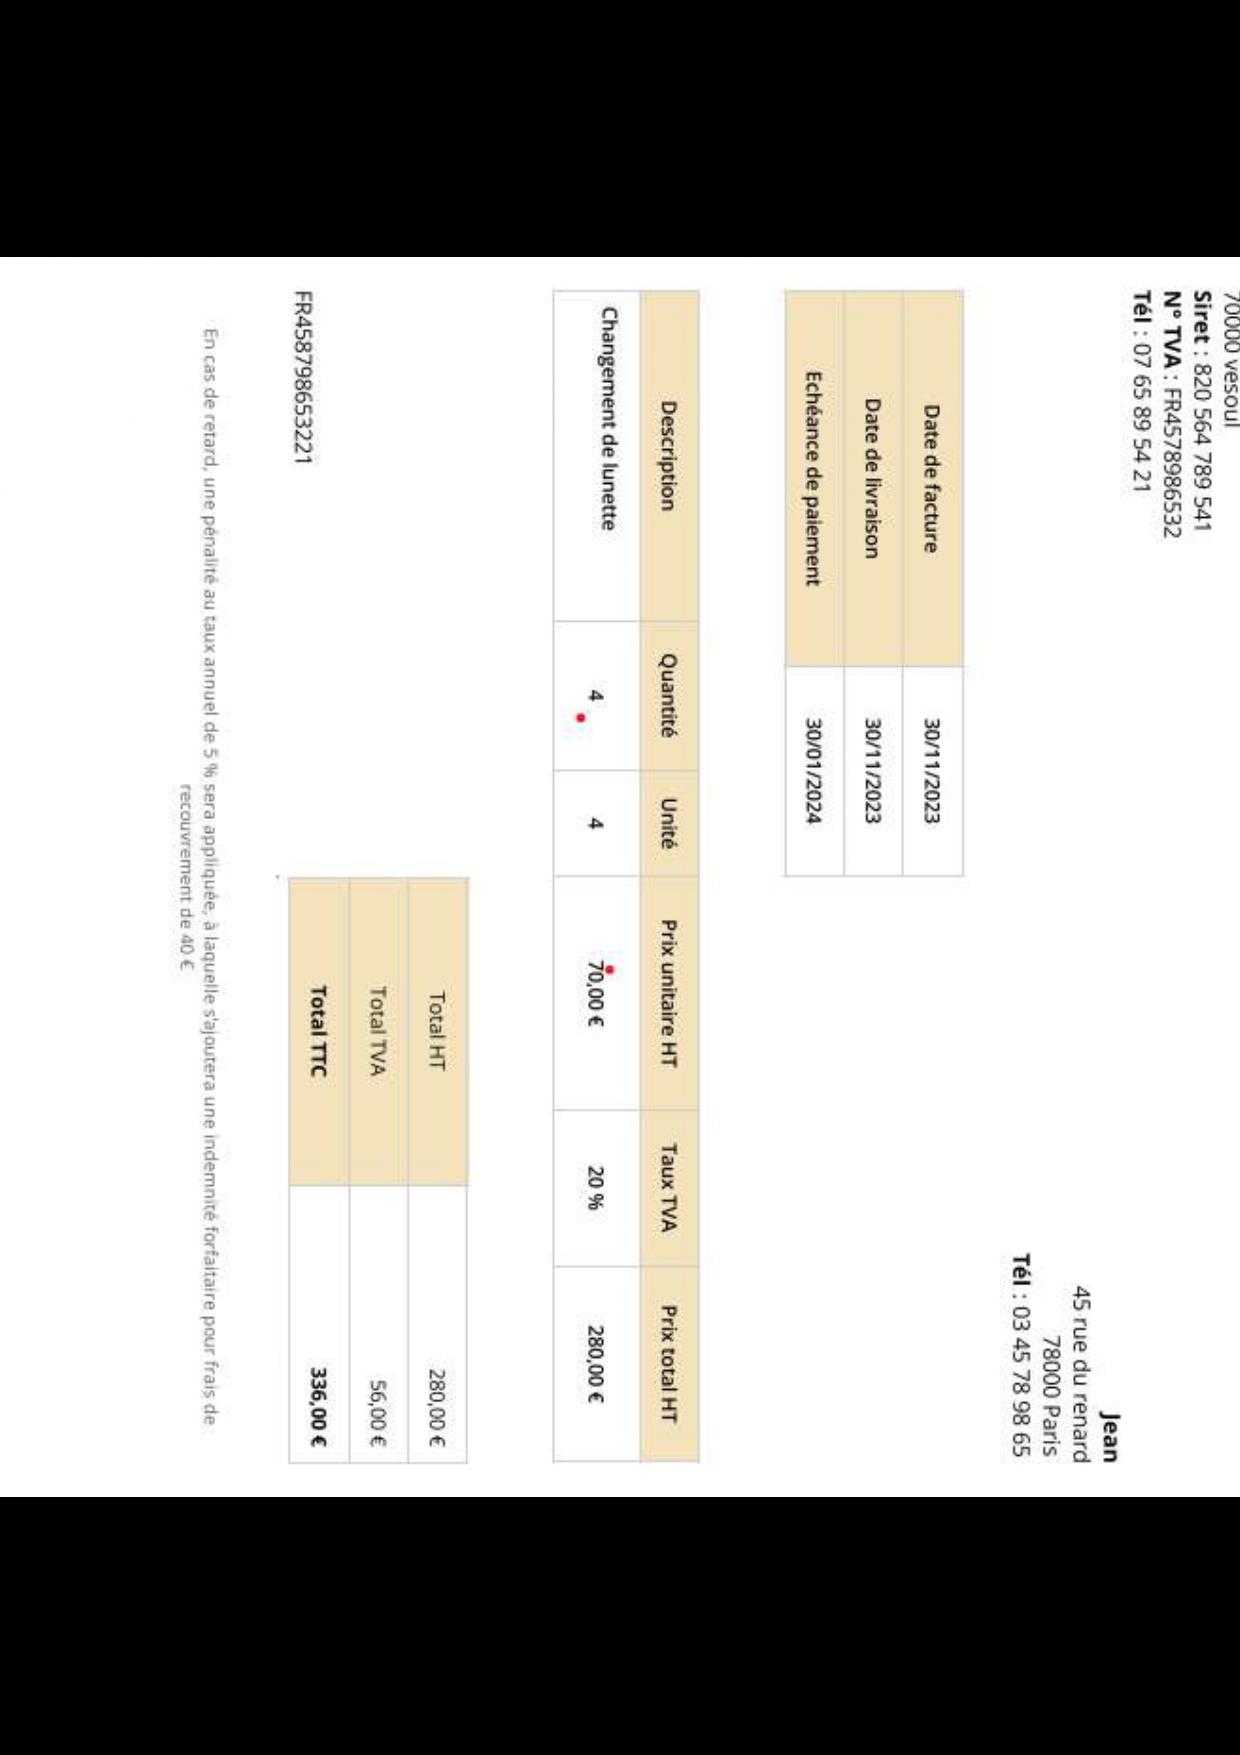 70000 vesoul
Siret : 820 564 789 541
N° TVA : FR4578986532
Tél : 07 65 89 54 21
Jean
45 rue du renard
78000 Paris
Tél : 03 45 78 98 65
Date de facture 30/11/2023
Date de livraison 30/11/2023
Echéance de paiement 30/01/2024
Description Quantité Unité Prix unitaire HT Taux TVA Prix total HT
Changement de lunette 4 4 70,00 € 20 % 280,00 €
Total HT 280,00 €
Total TVA 56,00 €
Total TTC 336,00 €
FR458798653221
En cas de retard, une pénalité au taux annuel de 5 % sera appliquée, à laquelle s'ajoutera une indemnité forfaitaire pour frais de
recouvrement de 40 €